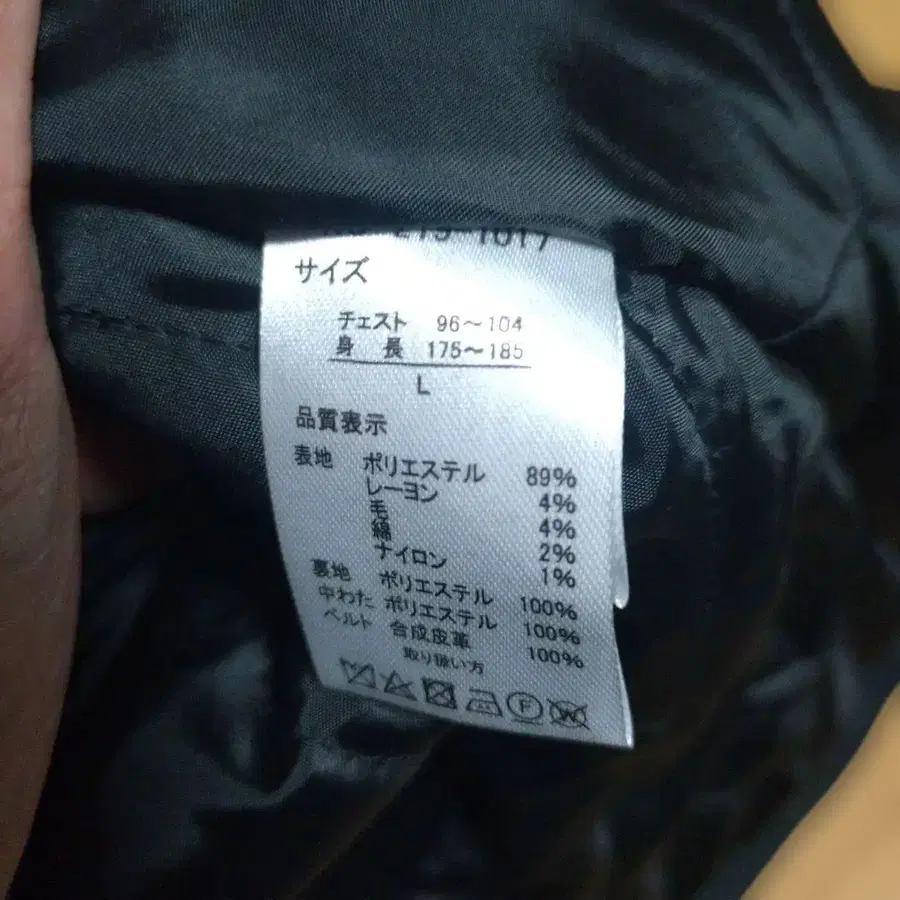 215-1017
サイズ
チェスト 96～104
身長 175～185
L
品質表示
表地 ポリエステル 89%
レーヨン 4%
毛 4%
綿 2%
ナイロン 1%
裏地 ポリエステル 100%
中わた ポリエステル 100%
ベルト 合成皮革 100%
取り扱い方
F
W